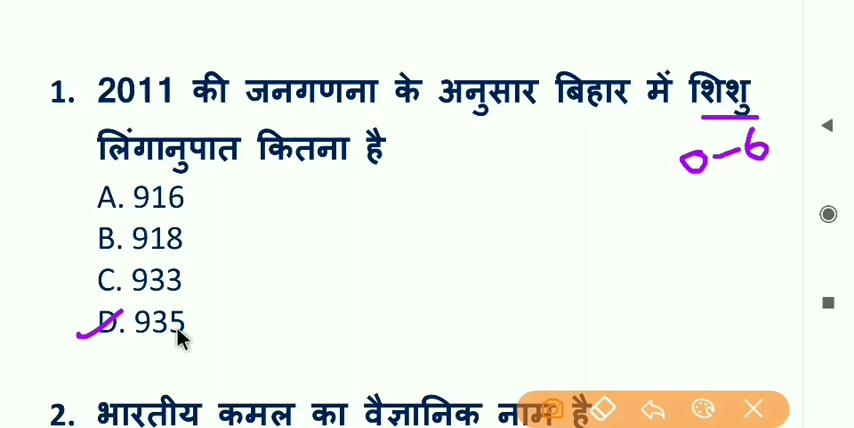 1. 2011 की जनगणना के अनुसार बिहार में शिशु
0-6
लिंगानुपात कितना है
A. 916
B. 918
C. 933
D. 935
2. भारतीय कमल का वैज्ञानिक नाम है